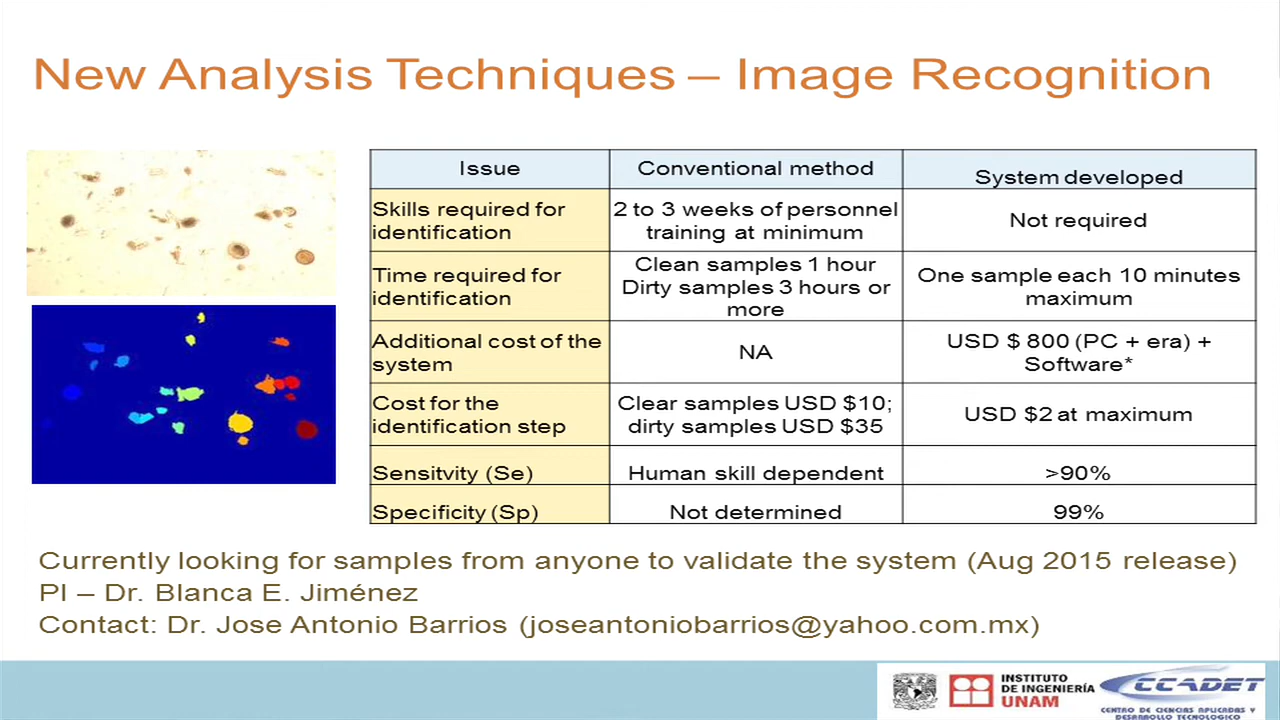 New Analysis Techniques – Image Recognition
Issue
Conventional method
System developed
Skills required for
identification
2 to 3 weeks of personnel
training at minimum
Not required
Time required for
identification
Clean samples 1 hour
Dirty samples 3 hours or
more
One sample each 10 minutes
maximum
Additional cost of the
system
NA
USD $ 800 (PC + era) +
Software*
Cost for the
identification step
Clear samples USD $10;
dirty samples USD $35
USD $2 at maximum
Sensitvity (Se)
Human skill dependent
>90%
Specificity (Sp)
Not determined
99%
Currently looking for samples from anyone to validate the system (Aug 2015 release)
PI – Dr. Blanca E. Jiménez
Contact: Dr. Jose Antonio Barrios (joseantoniobarrios@yahoo.com.mx)
INSTITUTO
DE INGENIERÍA
UNAM
CCADET
CENTRO DE CIENCIAS APLICADAS Y
DESARROLLO TECNOLÓGICO